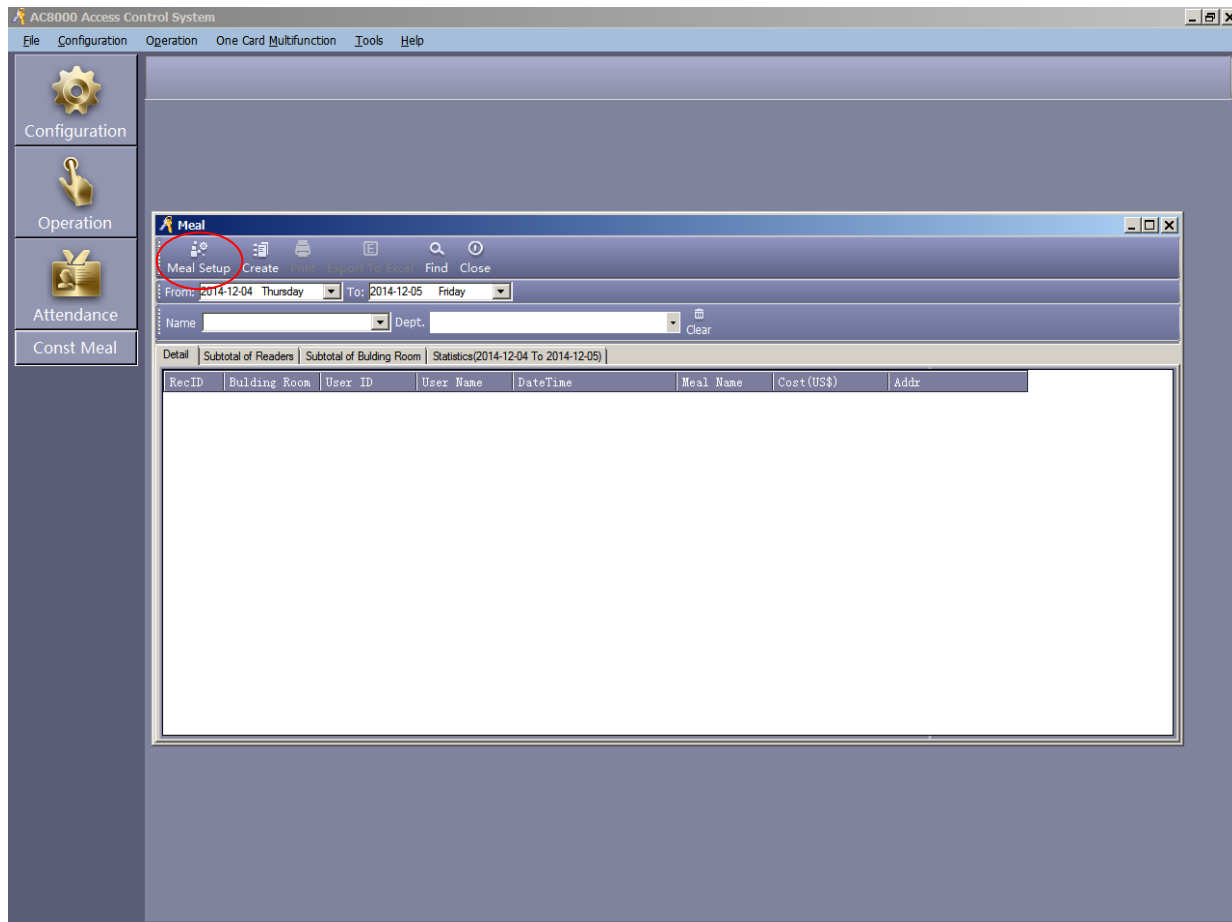 AC8000 Access Control System
File Configuration Operation One Card Multifunction Tools Help
Configuration
Operation
Attendance
Const Meal
Meal
Meal Setup Create Print Export To Excel Find Close
From: 2014-12-04 Thursday To: 2014-12-05 Friday
Name Dept. Clear
Detail Subtotal of Readers Subtotal of Bulding Room Statistics(2014-12-04 To 2014-12-05)
RecID Bulding Room User ID User Name DateTime Meal Name Cost(US$) Addr